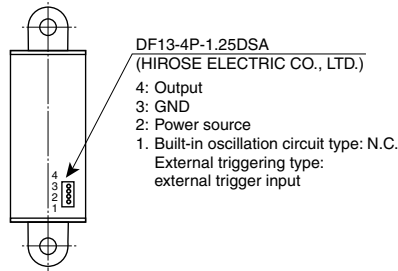 DF13-4P-1.25DSA
(HIROSE ELECTRIC CO., LTD.)
4: Output
3: GND
2: Power source
1. Built-in oscillation circuit type: N.C.
External triggering type:
external trigger input
4
3
2
1